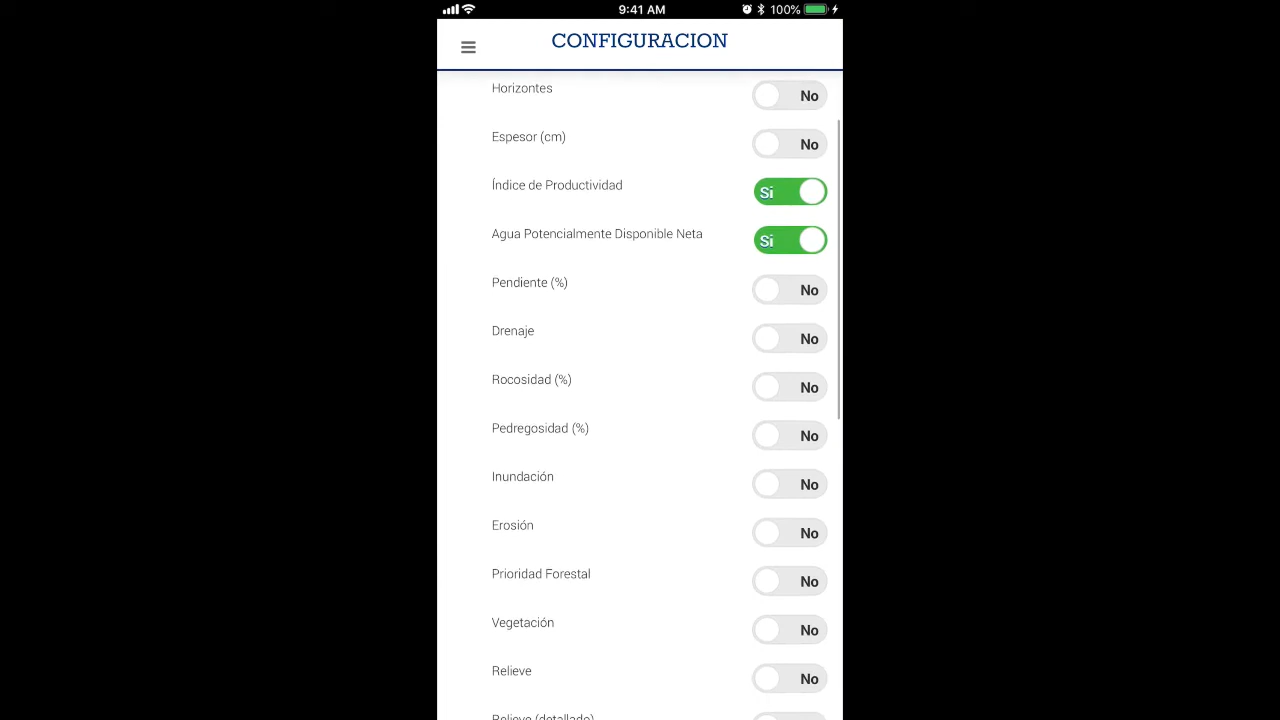 9:41 AM 100%
CONFIGURACION
Horizontes No
Espesor (cm) No
Índice de Productividad Si
Agua Potencialmente Disponible Neta Si
Pendiente (%) No
Drenaje No
Rocosidad (%) No
Pedregosidad (%) No
Inundación No
Erosión No
Prioridad Forestal No
Vegetación No
Relieve No
Relieve (detallado)